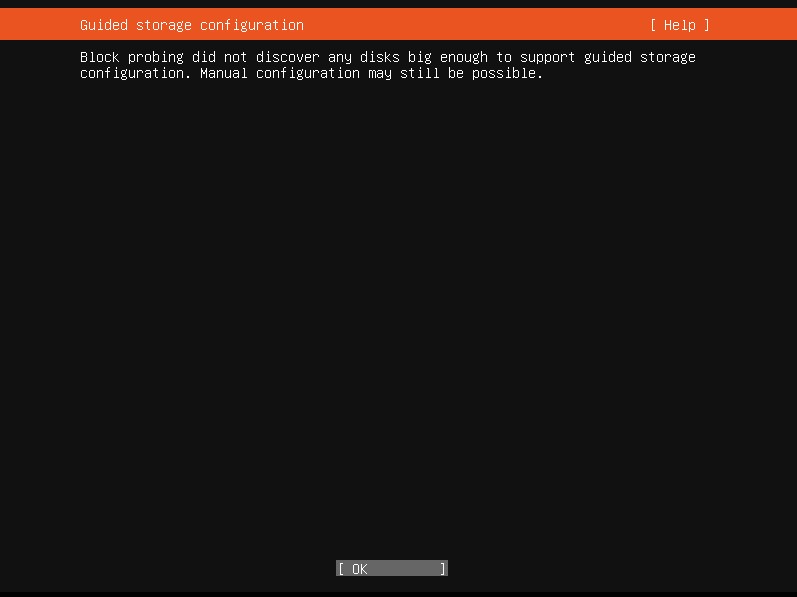 Guided storage configuration [ Help ]
Block probing did not discover any disks big enough to support guided storage
configuration. Manual configuration may still be possible.
[ OK ]